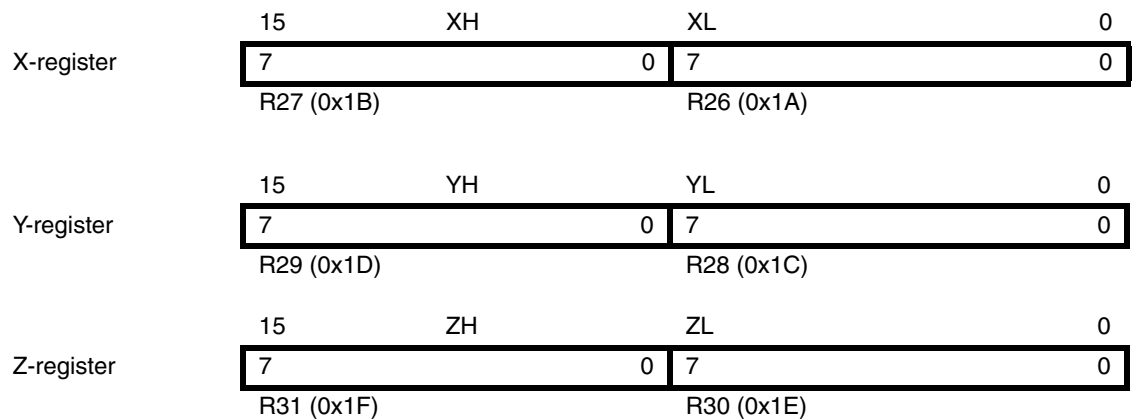 15 XH XL 0
X-register 7 0 7 0
R27 (0x1B) R26 (0x1A)
15 YH YL 0
Y-register 7 0 7 0
R29 (0x1D) R28 (0x1C)
15 ZH ZL 0
Z-register 7 0 7 0
R31 (0x1F) R30 (0x1E)